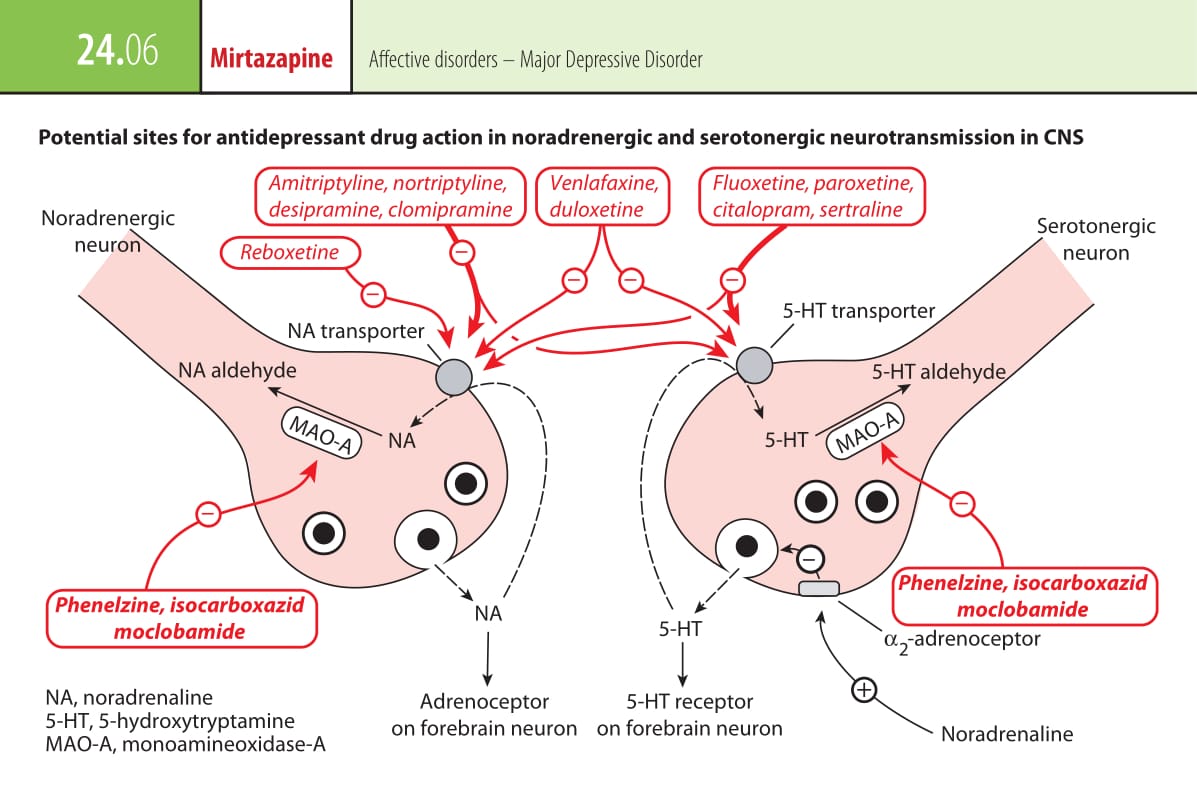 24.06
Mirtazapine
Affective disorders – Major Depressive Disorder
Potential sites for antidepressant drug action in noradrenergic and serotonergic neurotransmission in CNS
Amitriptyline, nortriptyline,
desipramine, clomipramine
Venlafaxine,
duloxetine
Fluoxetine, paroxetine,
citalopram, sertraline
Noradrenergic
neuron
Reboxetine
Serotonergic
neuron
−
−
−
−
−
NA transporter
5-HT transporter
NA aldehyde
5-HT aldehyde
MAO-A
NA
5-HT
MAO-A
−
−
−
Phenelzine, isocarboxazid
moclobamide
Phenelzine, isocarboxazid
moclobamide
NA
5-HT
α2-adrenoceptor
+
Adrenoceptor
on forebrain neuron
5-HT receptor
on forebrain neuron
Noradrenaline
NA, noradrenaline
5-HT, 5-hydroxytryptamine
MAO-A, monoamineoxidase-A